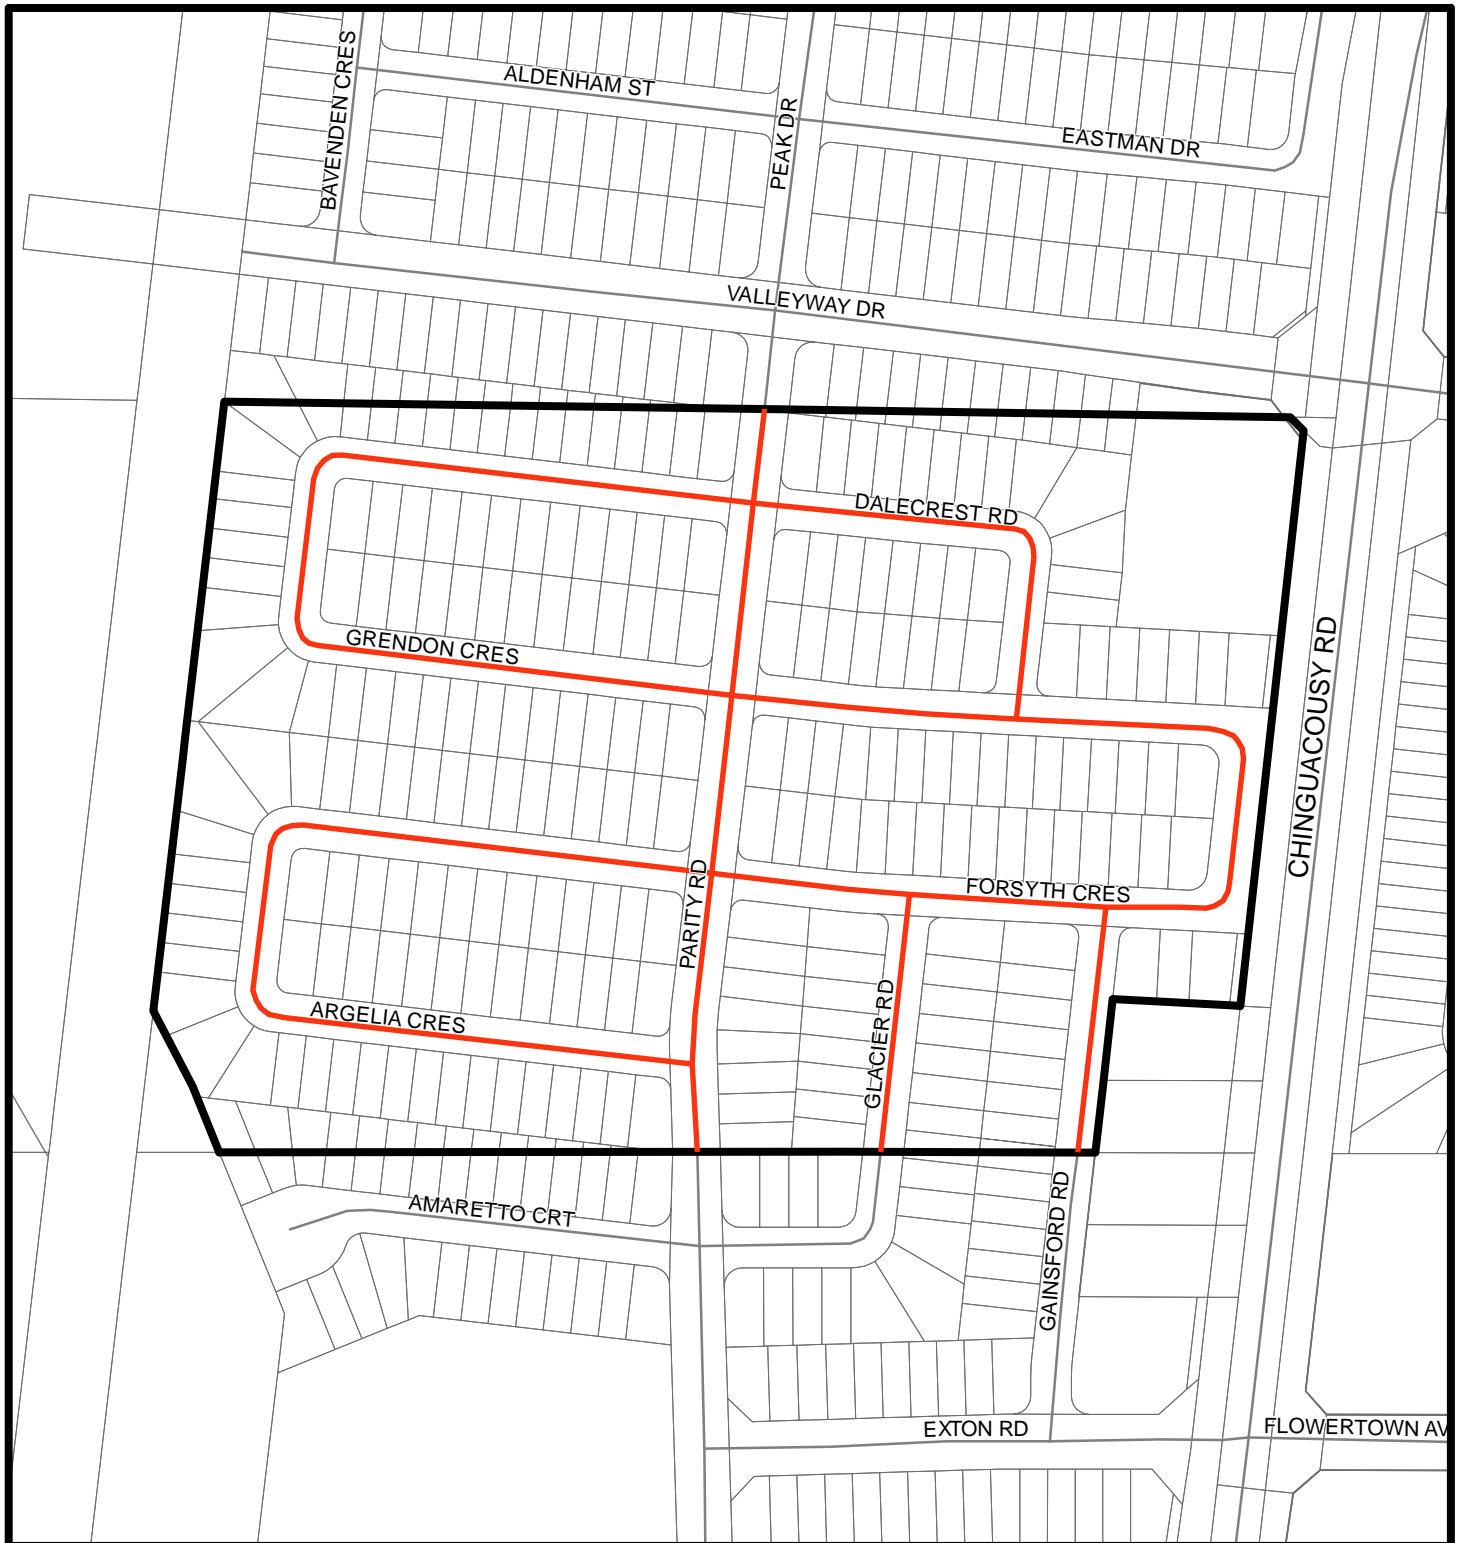 BAVENDEN CRES
ALDENHAM ST
PEAK DR
EASTMAN DR
VALLEYWAY DR
DALECREST RD
GRENDON CRES
CHINGUACOUSY RD
FORSYTH CRES
PARITY RD
GLACIER RD
ARGELIA CRES
AMARETTO CRT
GAINSFORD RD
EXTON RD
FLOWERTOWN AV